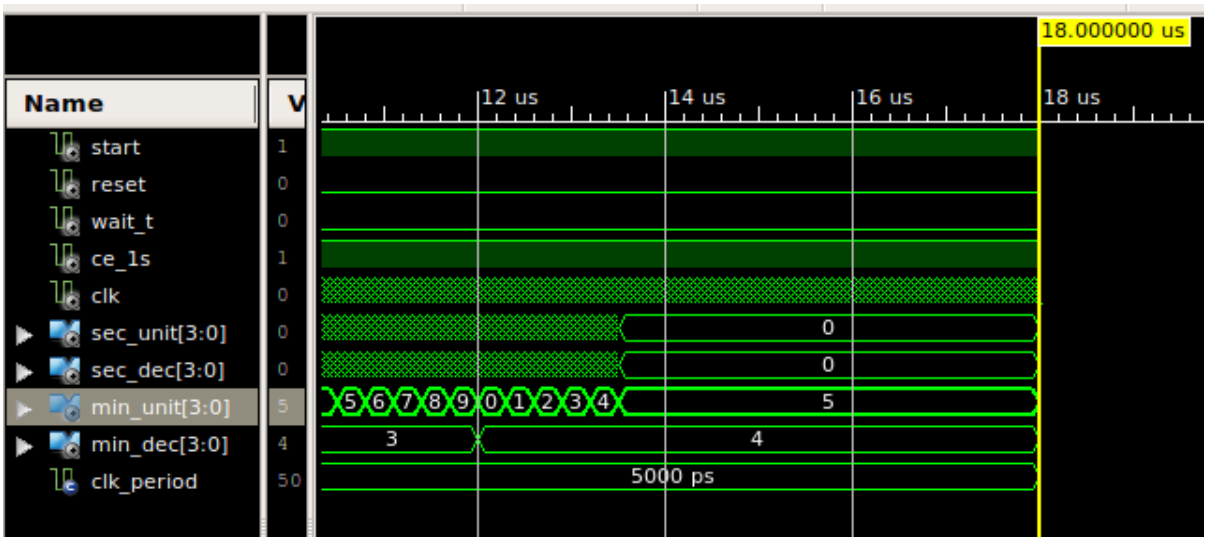 18.000000 us
Name V 12 us 14 us 16 us 18 us
start 1
reset 0
wait_t 0
ce_1s 1
clk 0
sec_unit[3:0] 0 0
sec_dec[3:0] 0 0
min_unit[3:0] 5 5 6 7 8 9 0 1 2 3 4 5
min_dec[3:0] 4 3 4
clk_period 50 5000 ps